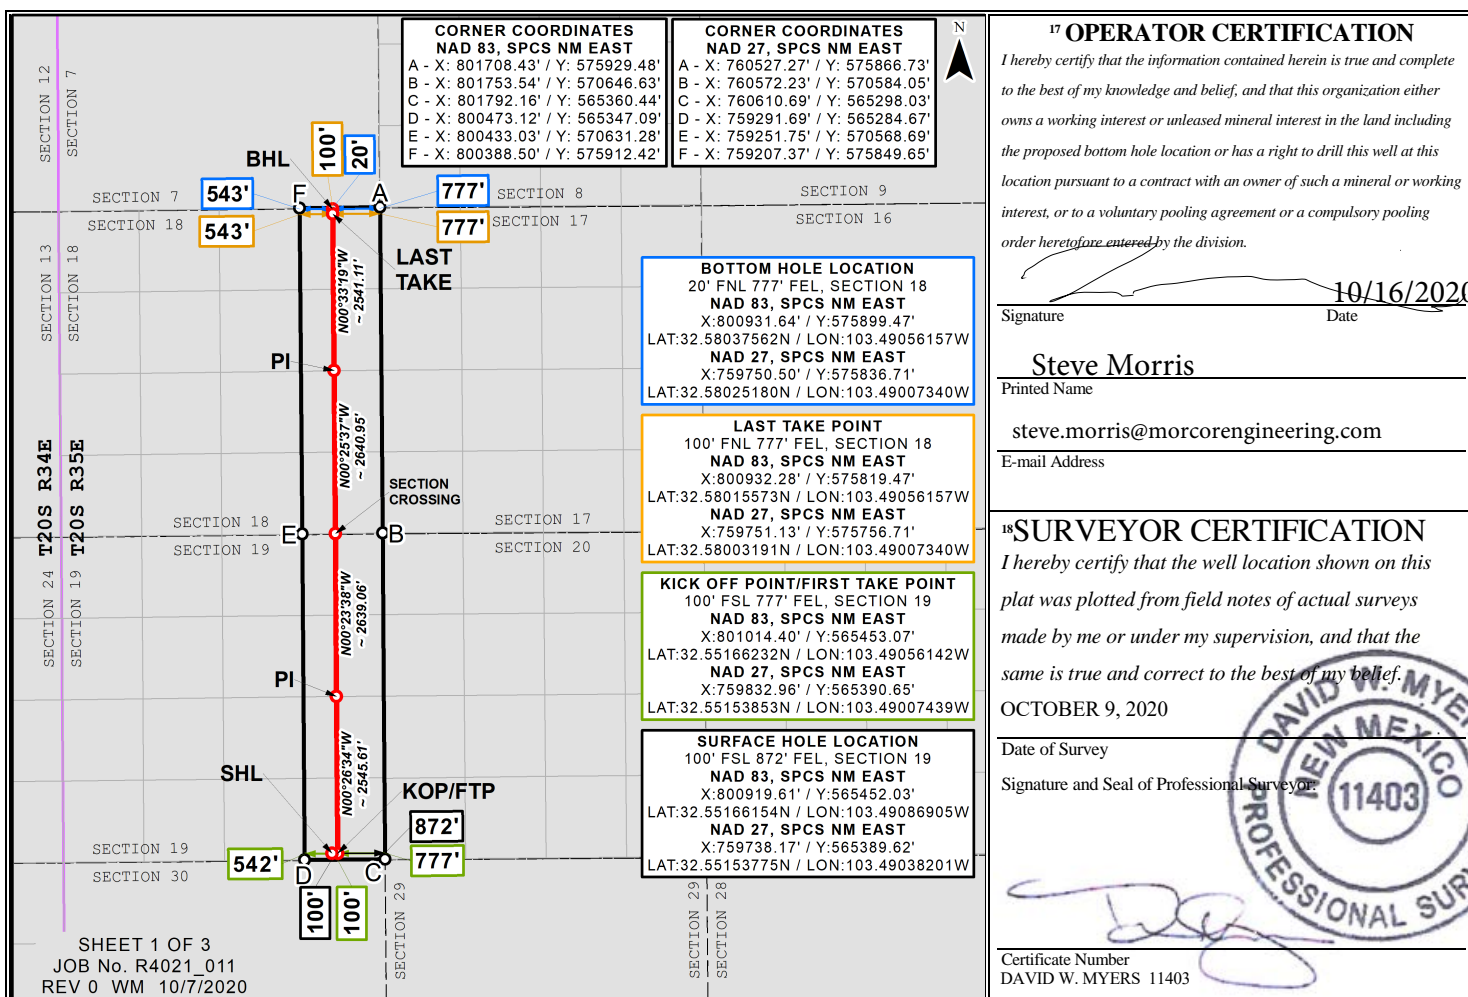 CORNER COORDINATES
NAD 83, SPCS NM EAST
A - X: 801708.43' / Y: 575929.48'
B - X: 801753.54' / Y: 570646.63'
C - X: 801792.16' / Y: 565360.44'
D - X: 800473.12' / Y: 565347.09'
E - X: 800433.03' / Y: 570631.28'
F - X: 800388.50' / Y: 575912.42'
CORNER COORDINATES
NAD 27, SPCS NM EAST
A - X: 760527.27' / Y: 575866.73'
B - X: 760572.23' / Y: 570584.05'
C - X: 760610.69' / Y: 565298.03'
D - X: 759291.69' / Y: 565284.67'
E - X: 759251.75' / Y: 570568.69'
F - X: 759207.37' / Y: 575849.65'
N
SECTION 12
SECTION 7
100'
20'
BHL
543'
F
A
777'
SECTION 7
SECTION 8
SECTION 9
SECTION 18
543'
777'
SECTION 17
SECTION 16
SECTION 13
SECTION 18
LAST
TAKE
N00°33'19"W
~ 2541.11'
PI
N00°25'37"W
~ 2640.95'
T20S R34E
T20S R35E
SECTION
CROSSING
SECTION 18
SECTION 17
E
B
SECTION 19
SECTION 20
SECTION 24
SECTION 19
N00°23'38"W
~ 2639.06'
PI
N00°26'34"W
~ 2545.61'
SHL
KOP/FTP
872'
SECTION 19
542'
777'
SECTION 30
D
C
100'
100'
SECTION 29
SECTION 29
SECTION 28
BOTTOM HOLE LOCATION
20' FNL 777' FEL, SECTION 18
NAD 83, SPCS NM EAST
X:800931.64' / Y:575899.47'
LAT:32.58037562N / LON:103.49056157W
NAD 27, SPCS NM EAST
X:759750.50' / Y:575836.71'
LAT:32.58025180N / LON:103.49007340W
LAST TAKE POINT
100' FNL 777' FEL, SECTION 18
NAD 83, SPCS NM EAST
X:800932.28' / Y:575819.47'
LAT:32.58015573N / LON:103.49056157W
NAD 27, SPCS NM EAST
X:759751.13' / Y:575756.71'
LAT:32.58003191N / LON:103.49007340W
KICK OFF POINT/FIRST TAKE POINT
100' FSL 777' FEL, SECTION 19
NAD 83, SPCS NM EAST
X:801014.40' / Y:565453.07'
LAT:32.55166232N / LON:103.49056142W
NAD 27, SPCS NM EAST
X:759832.96' / Y:565390.65'
LAT:32.55153853N / LON:103.49007439W
SURFACE HOLE LOCATION
100' FSL 872' FEL, SECTION 19
NAD 83, SPCS NM EAST
X:800919.61' / Y:565452.03'
LAT:32.55166154N / LON:103.49086905W
NAD 27, SPCS NM EAST
X:759738.17' / Y:565389.62'
LAT:32.55153775N / LON:103.49038201W
SHEET 1 OF 3
JOB No. R4021_011
REV 0 WM 10/7/2020
17 OPERATOR CERTIFICATION
I hereby certify that the information contained herein is true and complete
to the best of my knowledge and belief, and that this organization either
owns a working interest or unleased mineral interest in the land including
the proposed bottom hole location or has a right to drill this well at this
location pursuant to a contract with an owner of such a mineral or working
interest, or to a voluntary pooling agreement or a compulsory pooling
order heretofore entered by the division.
10/16/2020
Signature Date
Steve Morris
Printed Name
steve.morris@morcorengineering.com
E-mail Address
18 SURVEYOR CERTIFICATION
I hereby certify that the well location shown on this
plat was plotted from field notes of actual surveys
made by me or under my supervision, and that the
same is true and correct to the best of my belief.
OCTOBER 9, 2020
Date of Survey
Signature and Seal of Professional Surveyor:
DAVID W. MYE
NEW MEXICO
11403
PROFESSIONAL SUR
Certificate Number
DAVID W. MYERS 11403